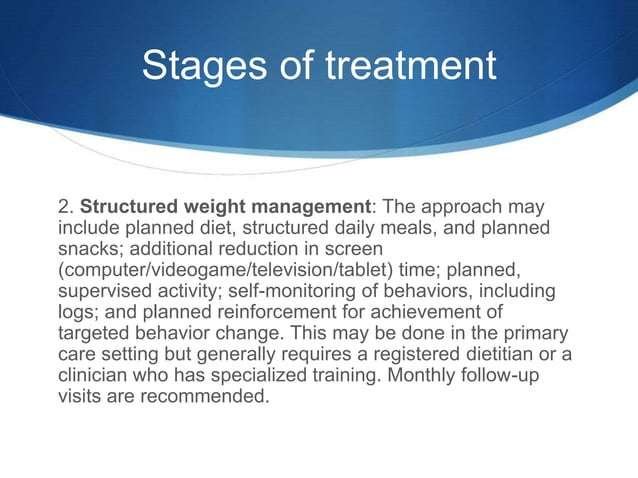 Stages of treatment
2. Structured weight management: The approach may
include planned diet, structured daily meals, and planned
snacks; additional reduction in screen
(computer/videogame/television/tablet) time; planned,
supervised activity; self-monitoring of behaviors, including
logs; and planned reinforcement for achievement of
targeted behavior change. This may be done in the primary
care setting but generally requires a registered dietitian or a
clinician who has specialized training. Monthly follow-up
visits are recommended.